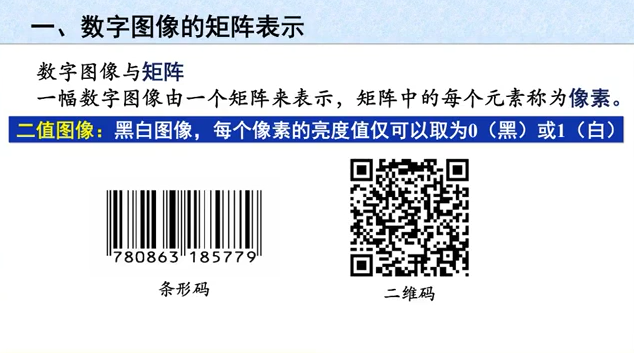 一、数字图像的矩阵表示
数字图像与矩阵
一幅数字图像由一个矩阵来表示，矩阵中的每个元素称为像素。
二值图像：黑白图像，每个像素的亮度值仅可以取为0（黑）或1（白）
780863 185779
条形码
二维码